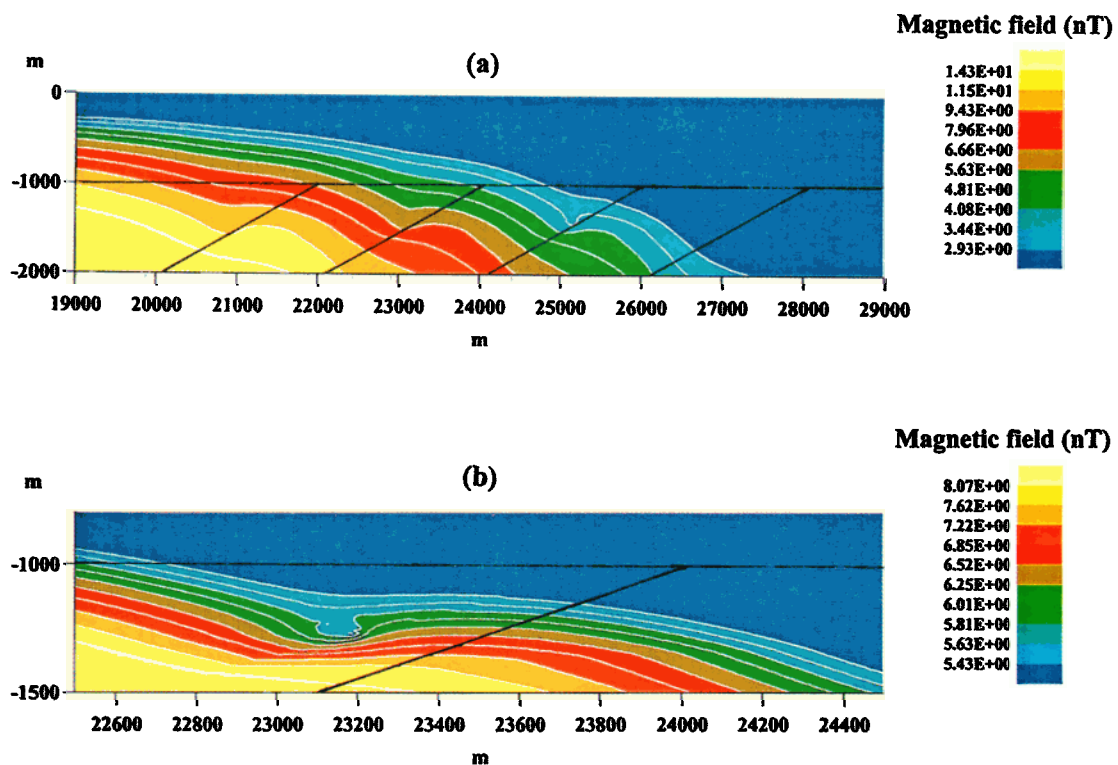 Magnetic field (nT)
(a)
m
1.43E+01
1.15E+01
9.43E+00
7.96E+00
6.66E+00
5.63E+00
4.81E+00
4.08E+00
3.44E+00
2.93E+00
0
-1000
-2000
19000 20000 21000 22000 23000 24000 25000 26000 27000 28000 29000
m
Magnetic field (nT)
(b)
m
8.07E+00
7.62E+00
7.22E+00
6.85E+00
6.52E+00
6.25E+00
6.01E+00
5.81E+00
5.63E+00
5.43E+00
-1000
-1500
22600 22800 23000 23200 23400 23600 23800 24000 24200 24400
m